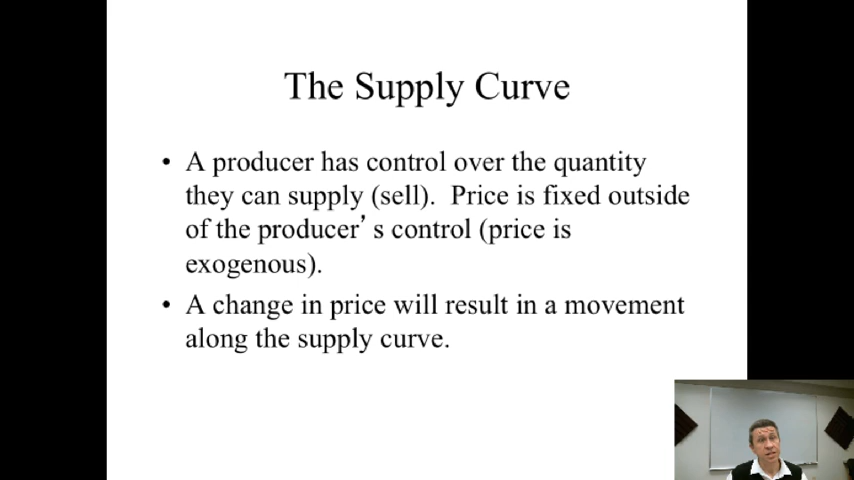 The Supply Curve
• A producer has control over the quantity
they can supply (sell).  Price is fixed outside
of the producer’ s control (price is
exogenous).
• A change in price will result in a movement
along the supply curve.